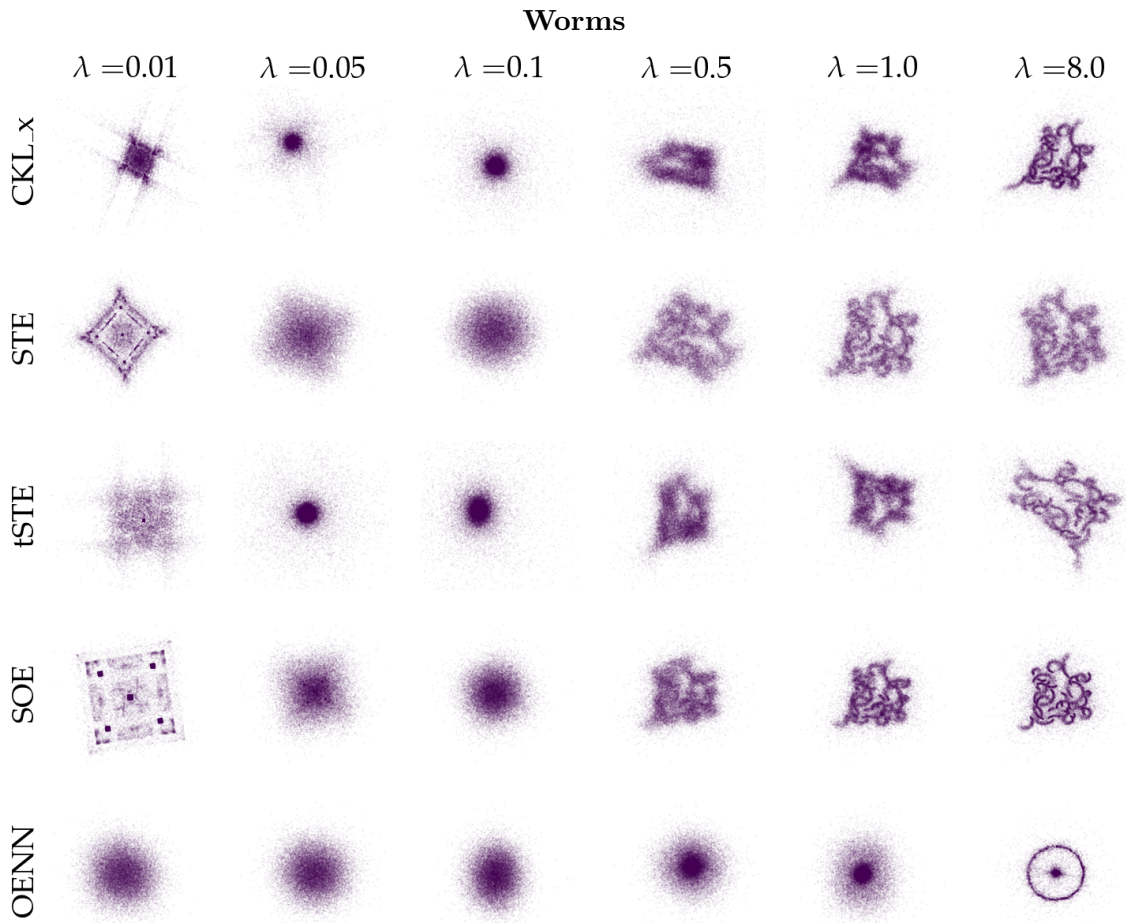 Worms
λ =0.01 λ =0.05 λ =0.1 λ =0.5 λ =1.0 λ =8.0
CKL_x
STE
tSTE
SOE
OENN